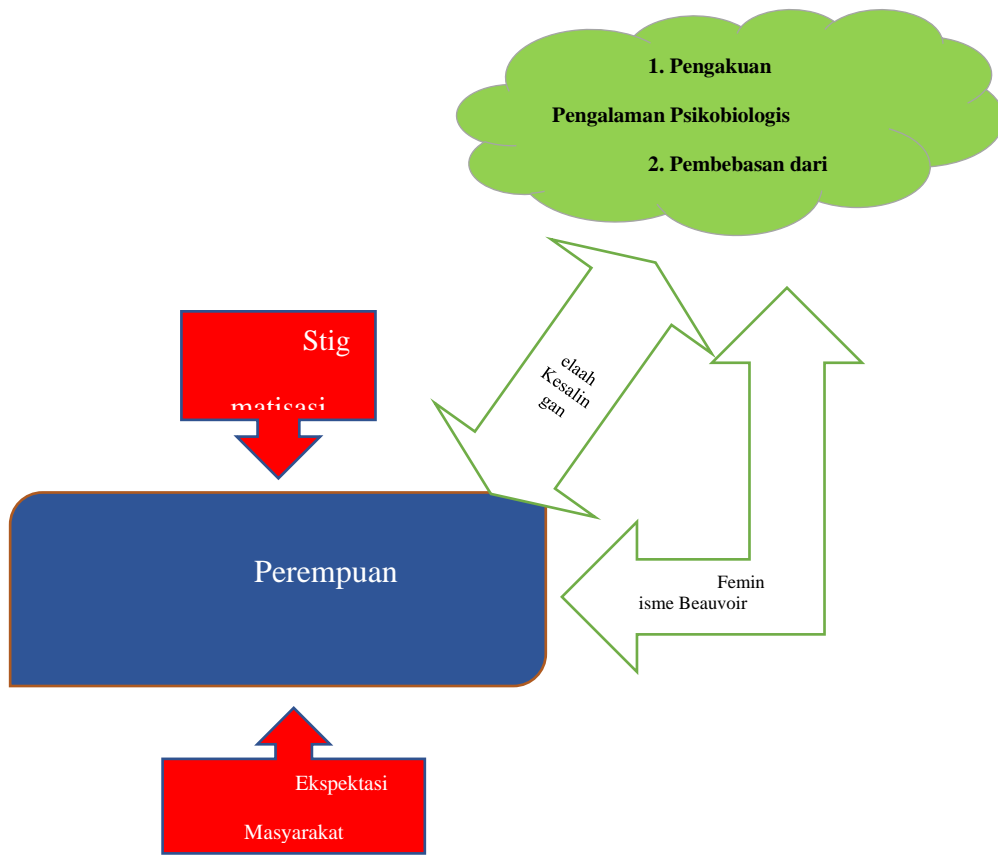 1. Pengakuan
Pengalaman Psikobiologis
2. Pembebasan dari
Stig
matisasi
elaah
Kesalin
gan
Perempuan
Femin
isme Beauvoir
Ekspektasi
Masyarakat